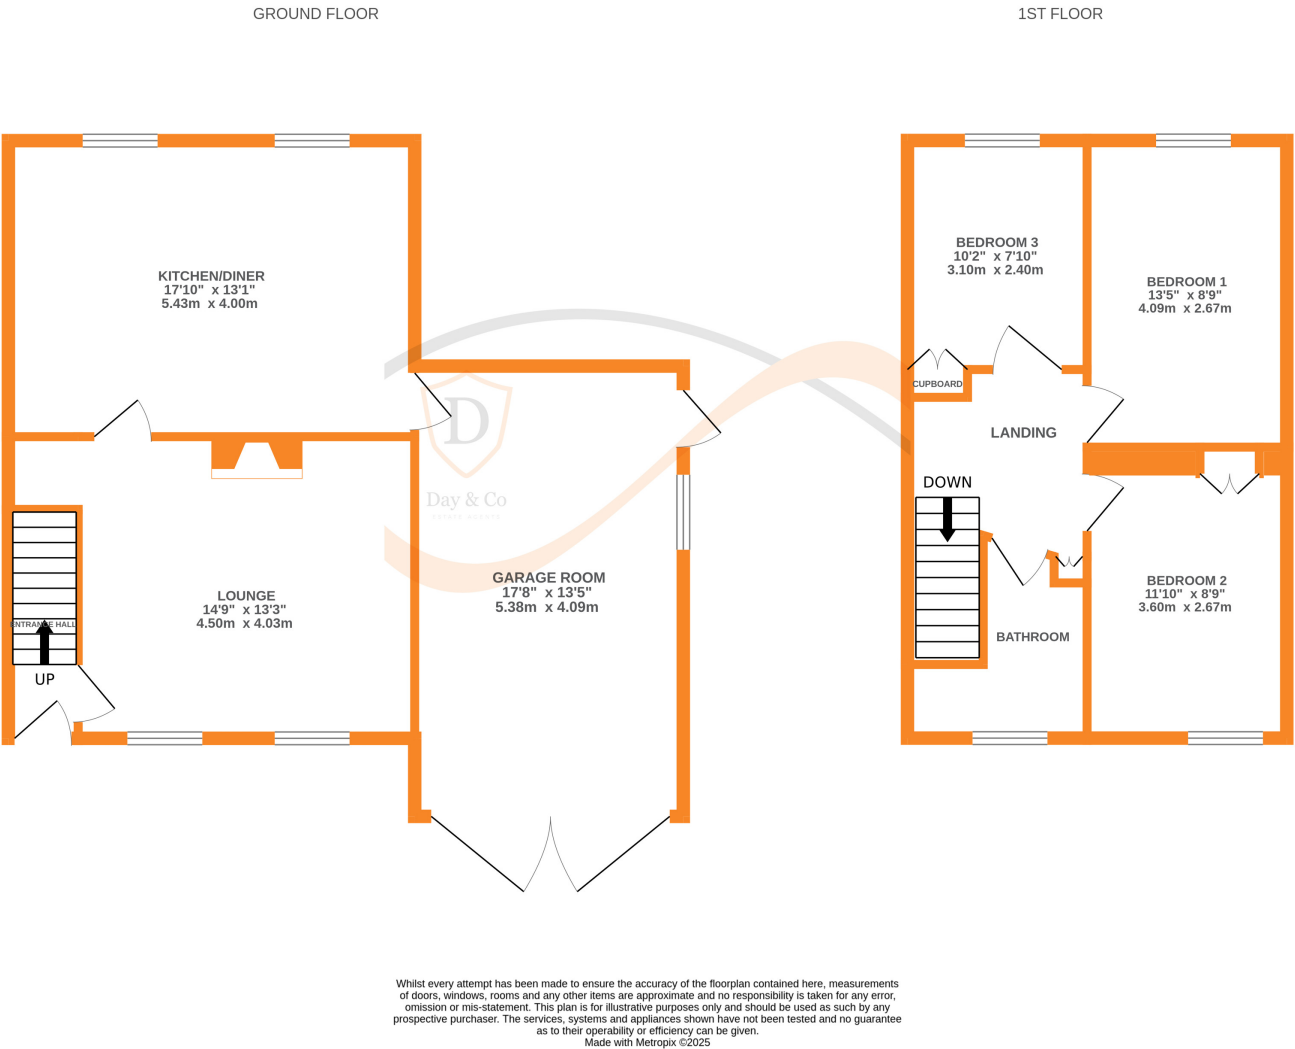 GROUND FLOOR
1ST FLOOR
KITCHEN/DINER
17'10" x 13'1"
5.43m x 4.00m
LOUNGE
14'9" x 13'3"
4.50m x 4.03m
ENTRANCE HALL
UP
GARAGE ROOM
17'8" x 13'5"
5.38m x 4.09m
D
Day & Co
ESTATE AGENTS
BEDROOM 3
10'2" x 7'10"
3.10m x 2.40m
BEDROOM 1
13'5" x 8'9"
4.09m x 2.67m
CUPBOARD
LANDING
DOWN
BEDROOM 2
11'10" x 8'9"
3.60m x 2.67m
BATHROOM
Whilst every attempt has been made to ensure the accuracy of the floorplan contained here, measurements
of doors, windows, rooms and any other items are approximate and no responsibility is taken for any error,
omission or mis-statement. This plan is for illustrative purposes only and should be used as such by any
prospective purchaser. The services, systems and appliances shown have not been tested and no guarantee
as to their operability or efficiency can be given.
Made with Metropix ©2025